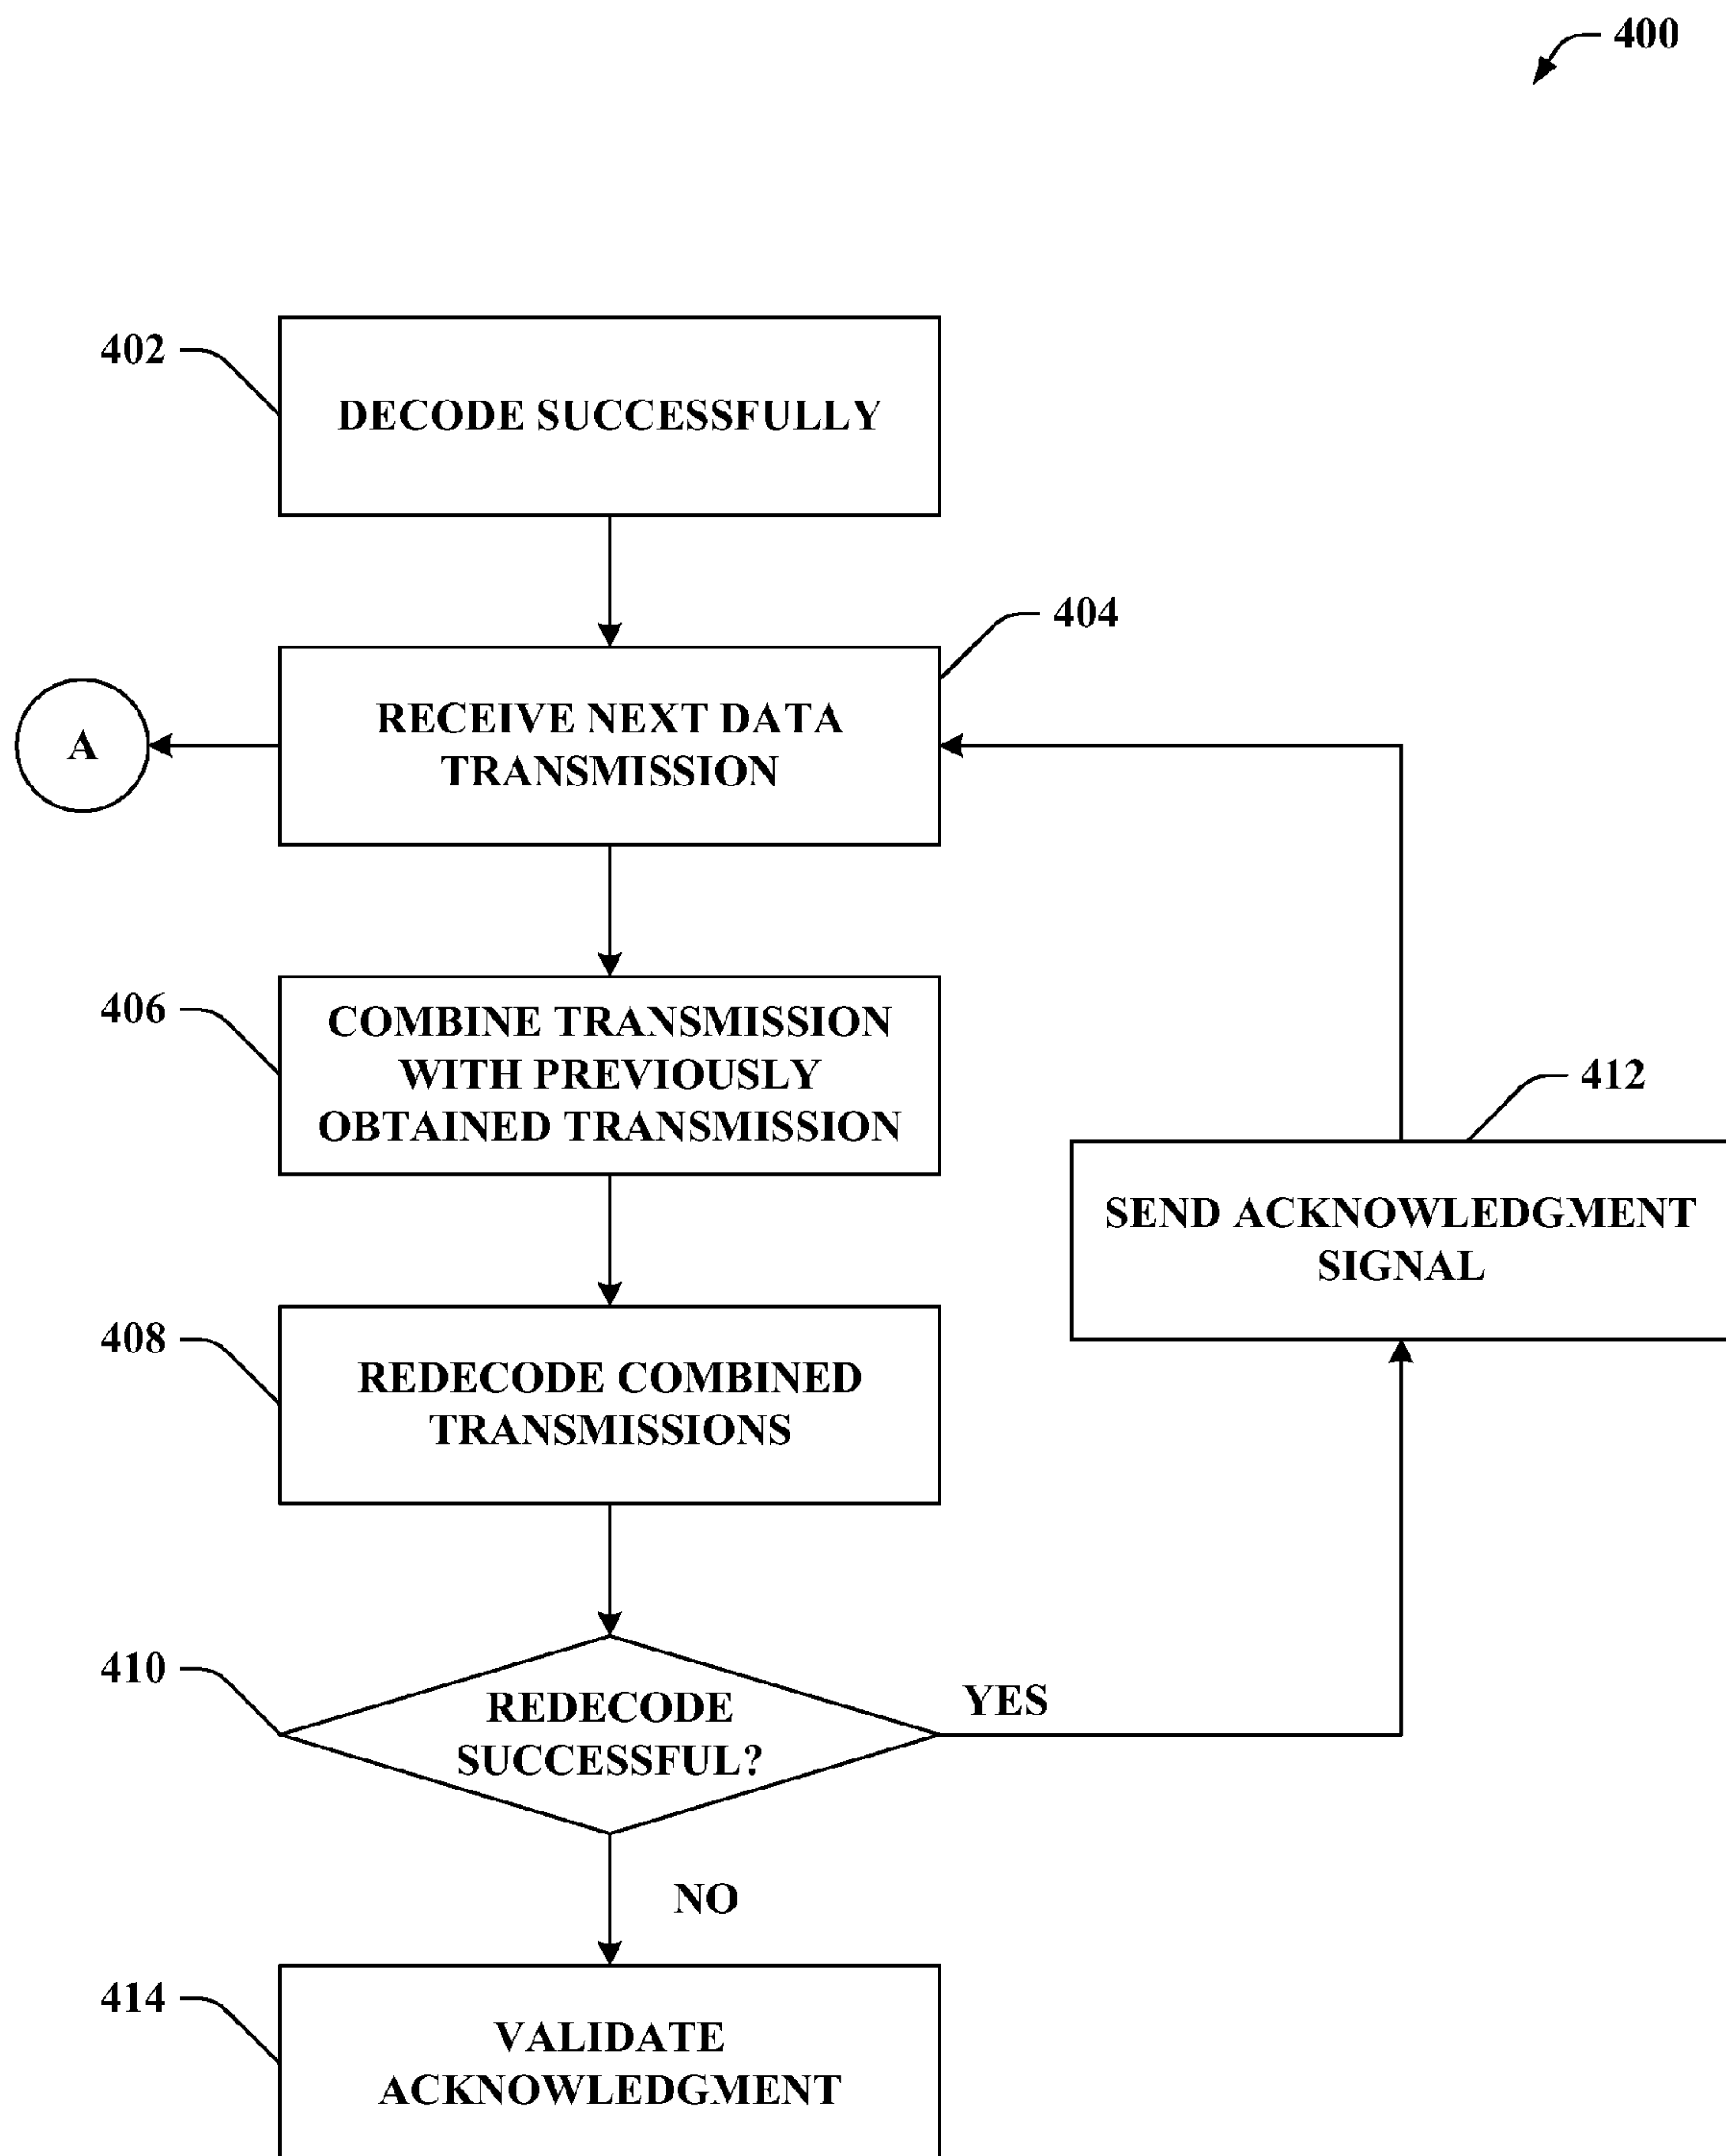 400
402
DECODE SUCCESSFULLY
404
RECEIVE NEXT DATA
TRANSMISSION
A
406
COMBINE TRANSMISSION
WITH PREVIOUSLY
OBTAINED TRANSMISSION
412
SEND ACKNOWLEDGMENT
SIGNAL
408
REDECODE COMBINED
TRANSMISSIONS
410
REDECODE
SUCCESSFUL?
YES
NO
414
VALIDATE
ACKNOWLEDGMENT